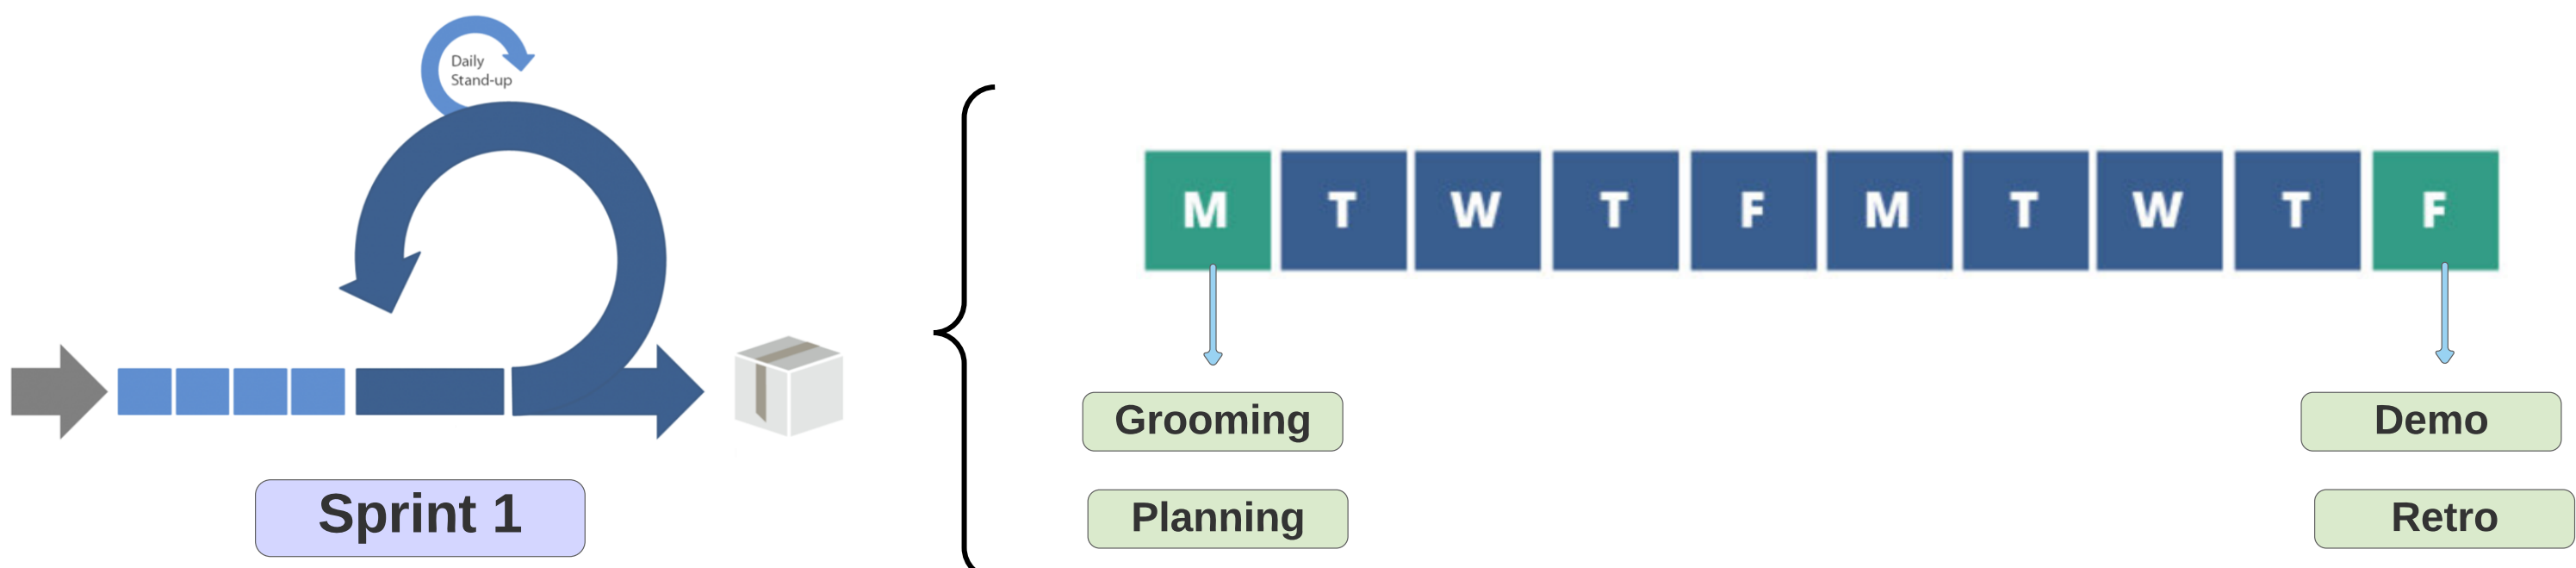 Daily
Stand-up
Sprint 1
M T W T F M T W T F
Grooming
Planning
Demo
Retro